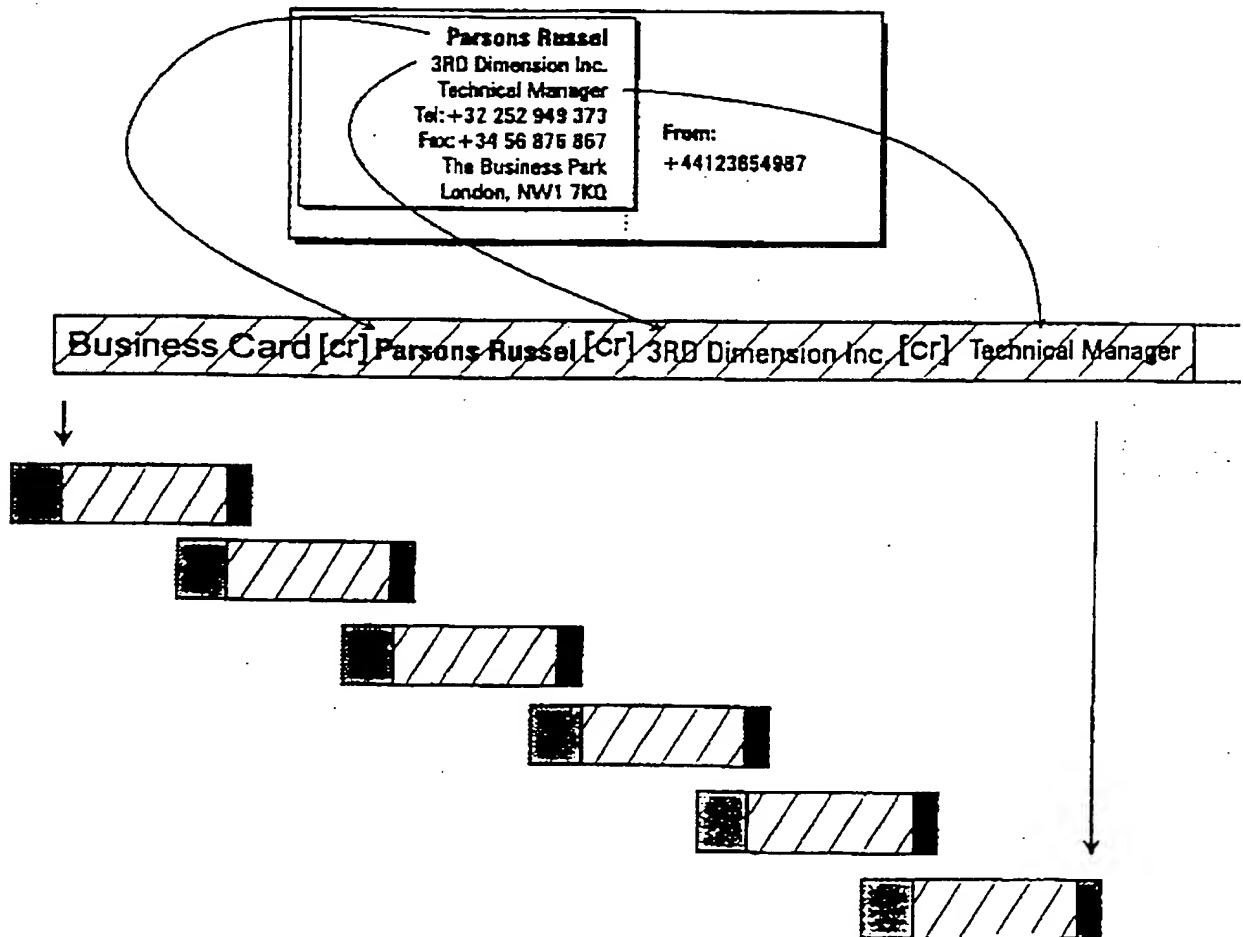 Parsons Russel
3RD Dimension Inc.
Technical Manager
Tel:+32 252 949 373
Fax:+34 56 876 867
The Business Park
London, NW1 7KQ
From:
+44123654987
Business Card [cr] Parsons Russel [cr] 3RD Dimension Inc. [cr] Technical Manager